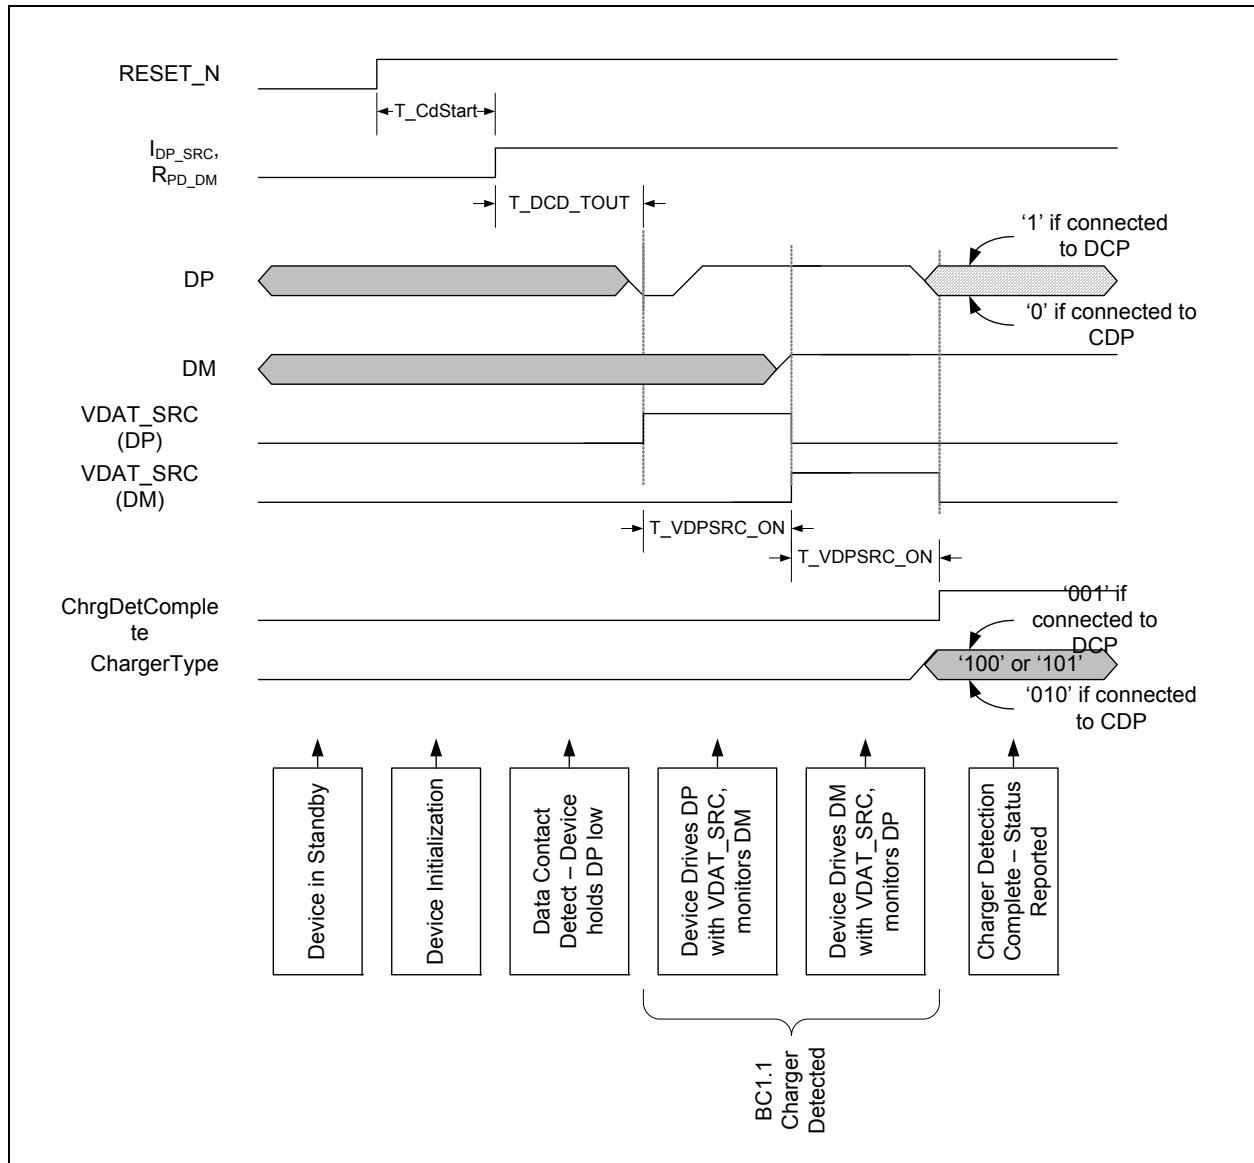 RESET_N
T_CdStart
IDP_SRC,
RPD_DM
T_DCD_TOUT
DP
‘1’ if connected
to DCP
‘0’ if connected to
CDP
DM
VDAT_SRC
(DP)
VDAT_SRC
(DM)
T_VDPSRC_ON
T_VDPSRC_ON
ChrgDetComple
te
‘001’ if
connected to
DCP
ChargerType
‘100’ or ‘101’
‘010’ if connected
to CDP
Device in Standby
Device Initialization
Data Contact
Detect – Device
holds DP low
Device Drives DP
with VDAT_SRC,
monitors DM
Device Drives DM
with VDAT_SRC,
monitors DP
Charger Detection
Complete – Status
Reported
BC1.1
Charger
Detected